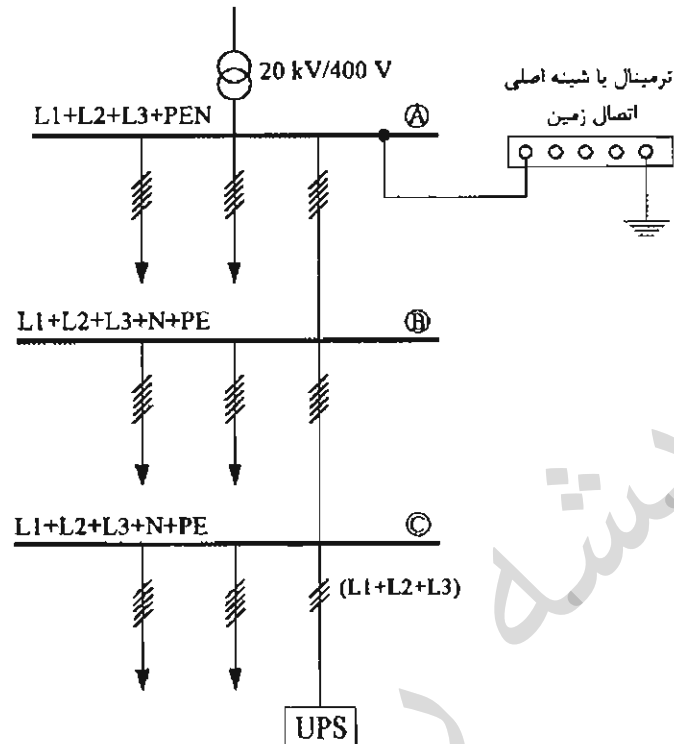 20 kV/400 V
ترمینال یا شینه اصلی
اتصال زمین
L1+L2+L3+PEN
A
L1+L2+L3+N+PE
B
L1+L2+L3+N+PE
C
(L1+L2+L3)
UPS